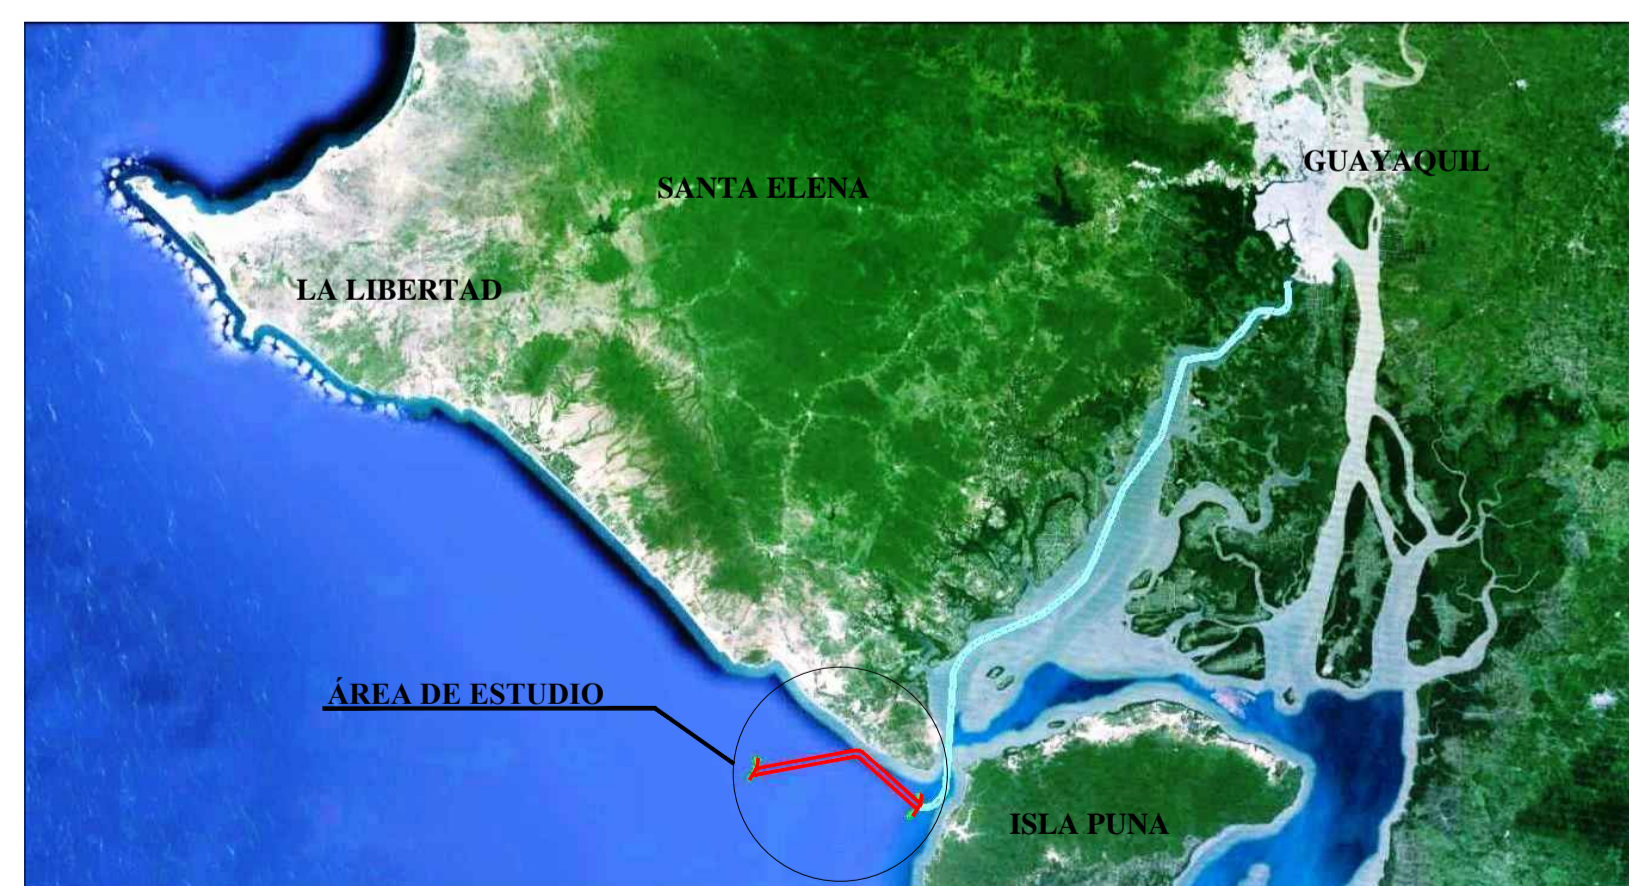 GUAYAQUIL
SANTA ELENA
LA LIBERTAD
ÁREA DE ESTUDIO
ISLA PUNA